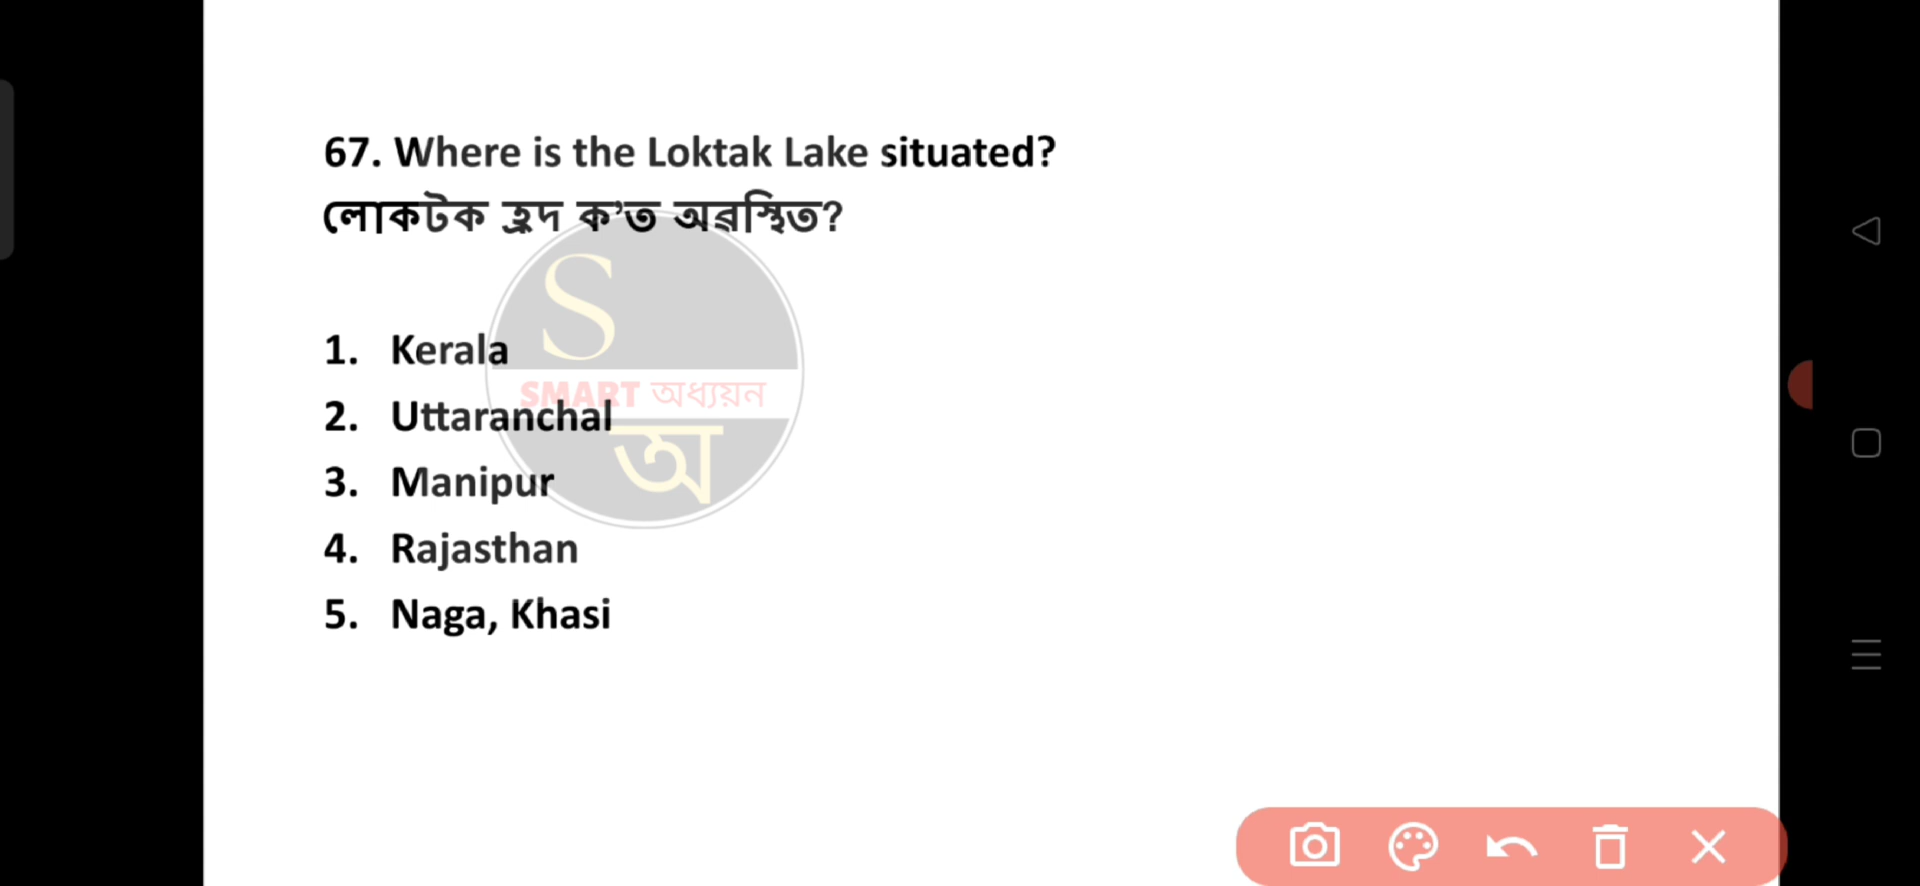 67. Where is the Loktak Lake situated?
লোকটক হ্ৰদ ক'ত অৱস্থিত?
S
SMART অধ্যয়ন
অ
1. Kerala
2. Uttaranchal
3. Manipur
4. Rajasthan
5. Naga, Khasi